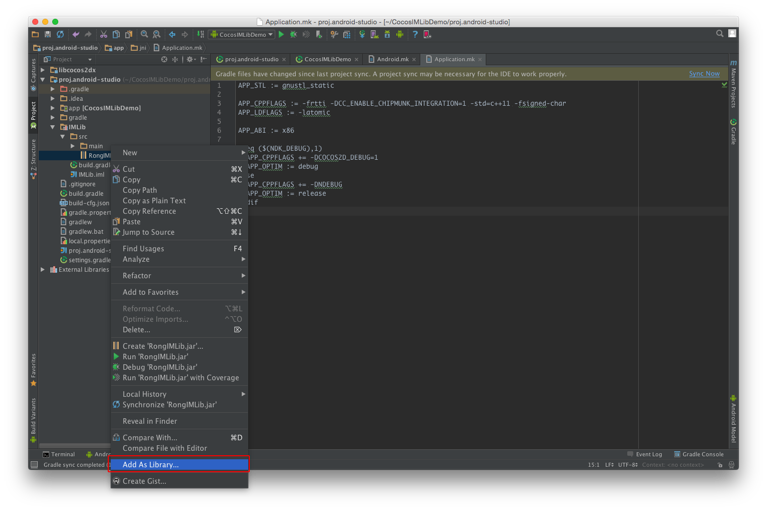 Application.mk - proj.android-studio - [~/CocosIMLibDemo/proj.android-studio]
CocosIMLibDemo
proj.android-studio
app
jni
Application.mk
Project
proj.android-studio
CocosIMLibDemo
Android.mk
Application.mk
Gradle files have changed since last project sync. A project sync may be necessary for the IDE to work properly.
Sync Now
Captures
Project
Structure
Favorites
Build Variants
Maven Projects
Gradle
Android Model
libcocos2dx
proj.android-studio (~/CocosIMLibDemo/proj.and
.gradle
.idea
app [CocosIMLibDemo]
gradle
IMLib
src
main
RongIMl
build.gradl
IMLib.iml
.gitignore
build.gradle
build-cfg.json
gradle.propert
gradlew
gradlew.bat
local.propertie
proj.android-s
settings.gradle
External Libraries
1 APP_STL := gnustl_static
2
3 APP_CPPFLAGS := -frtti -DCC_ENABLE_CHIPMUNK_INTEGRATION=1 -std=c++11 -fsigned-char
4 APP_LDFLAGS := -latomic
5
6 APP_ABI := x86
7
eq ($(NDK_DEBUG),1)
APP_CPPFLAGS += -DCOCOS2D_DEBUG=1
APP_OPTIM := debug
se
APP_CPPFLAGS += -DNDEBUG
APP_OPTIM := release
dif
New
Cut ⌘X
Copy ⌘C
Copy Path
Copy as Plain Text
Copy Reference ⌥⇧⌘C
Paste ⌘V
Jump to Source ⌘↓
Find Usages F4
Analyze
Refactor
Add to Favorites
Reformat Code... ⌥⌘L
Optimize Imports... ^⌥O
Delete... ⌦
Create 'RongIMLib.jar'...
Run 'RongIMLib.jar'
Debug 'RongIMLib.jar'
Run 'RongIMLib.jar' with Coverage
Local History
Synchronize 'RongIMLib.jar'
Reveal in Finder
Compare With... ⌘D
Compare File with Editor
Add As Library...
Create Gist...
Terminal
Andr
Event Log
Gradle Console
Gradle sync completed
15:1 LF÷ UTF-8÷ Context: <no context>